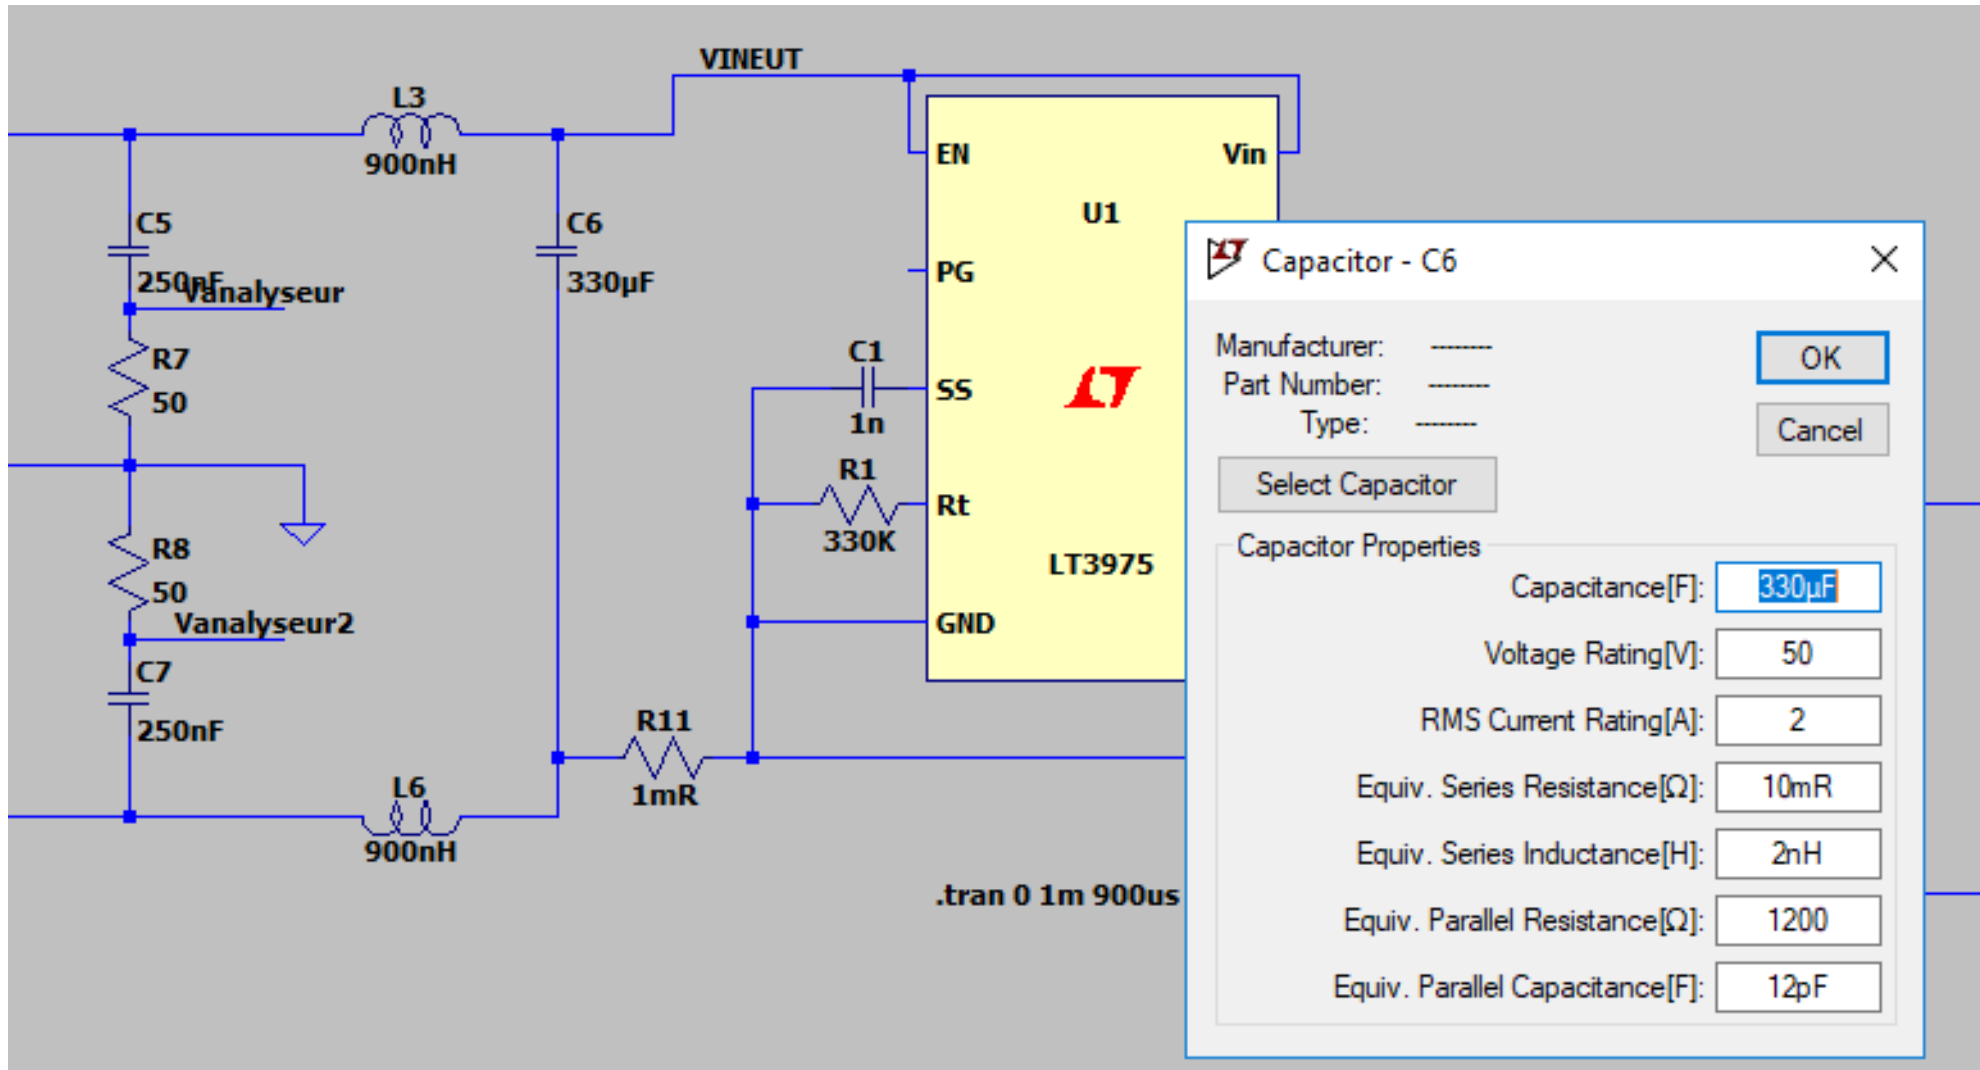 VINEUT
L3
900nH
C5
250nF
Vanalyseur
C6
330µF
R7
50
R8
50
Vanalyseur2
C7
250nF
L6
900nH
R11
1mR
C1
1n
R1
330K
EN
Vin
U1
PG
SS
Rt
LT3975
GND
.tran 0 1m 900us
Capacitor - C6
Manufacturer: --------
Part Number: --------
Type: --------
OK
Cancel
Select Capacitor
Capacitor Properties
Capacitance[F]: 330µF
Voltage Rating[V]: 50
RMS Current Rating[A]: 2
Equiv. Series Resistance[Ω]: 10mR
Equiv. Series Inductance[H]: 2nH
Equiv. Parallel Resistance[Ω]: 1200
Equiv. Parallel Capacitance[F]: 12pF